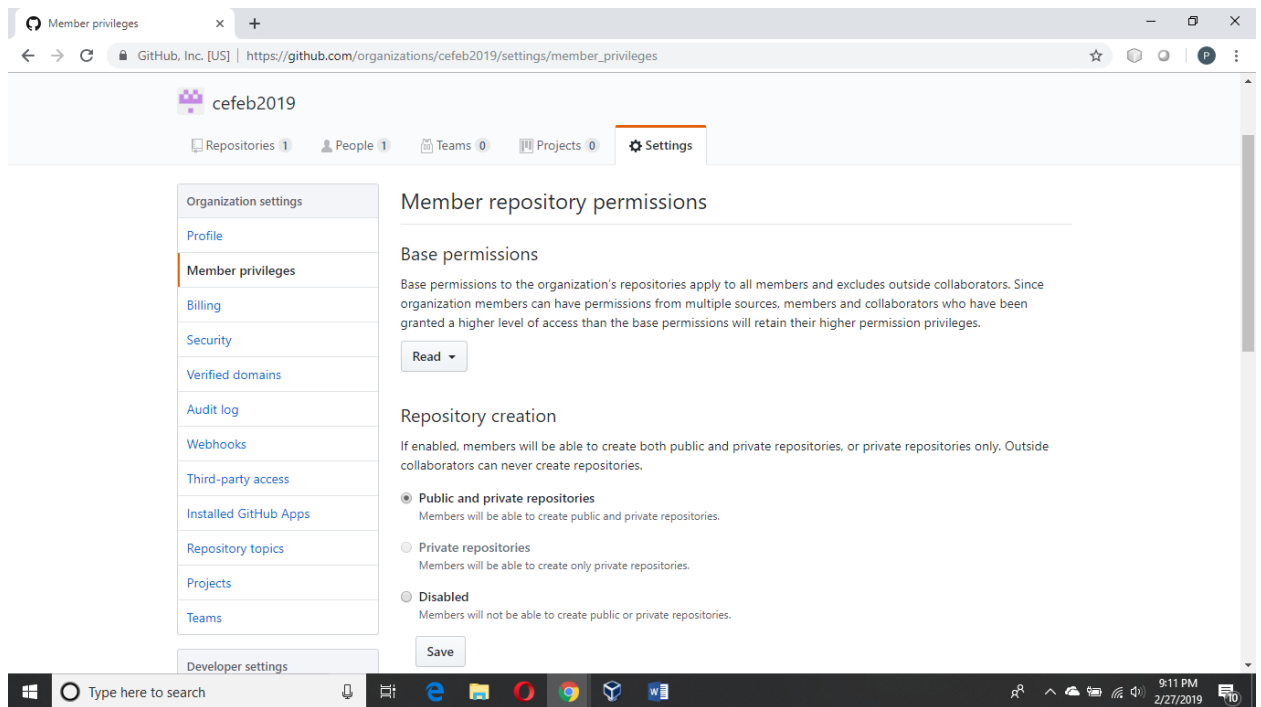 Member privileges
GitHub, Inc. [US] | https://github.com/organizations/cefeb2019/settings/member_privileges
P
cefeb2019
Repositories 1 People 1 Teams 0 Projects 0 Settings
Organization settings
Profile
Member privileges
Billing
Security
Verified domains
Audit log
Webhooks
Third-party access
Installed GitHub Apps
Repository topics
Projects
Teams
Developer settings
Member repository permissions
Base permissions
Base permissions to the organization's repositories apply to all members and excludes outside collaborators. Since
organization members can have permissions from multiple sources, members and collaborators who have been
granted a higher level of access than the base permissions will retain their higher permission privileges.
Read
Repository creation
If enabled, members will be able to create both public and private repositories, or private repositories only. Outside
collaborators can never create repositories.
Public and private repositories
Members will be able to create public and private repositories.
Private repositories
Members will be able to create only private repositories.
Disabled
Members will not be able to create public or private repositories.
Save
Type here to search
9:11 PM
2/27/2019
10